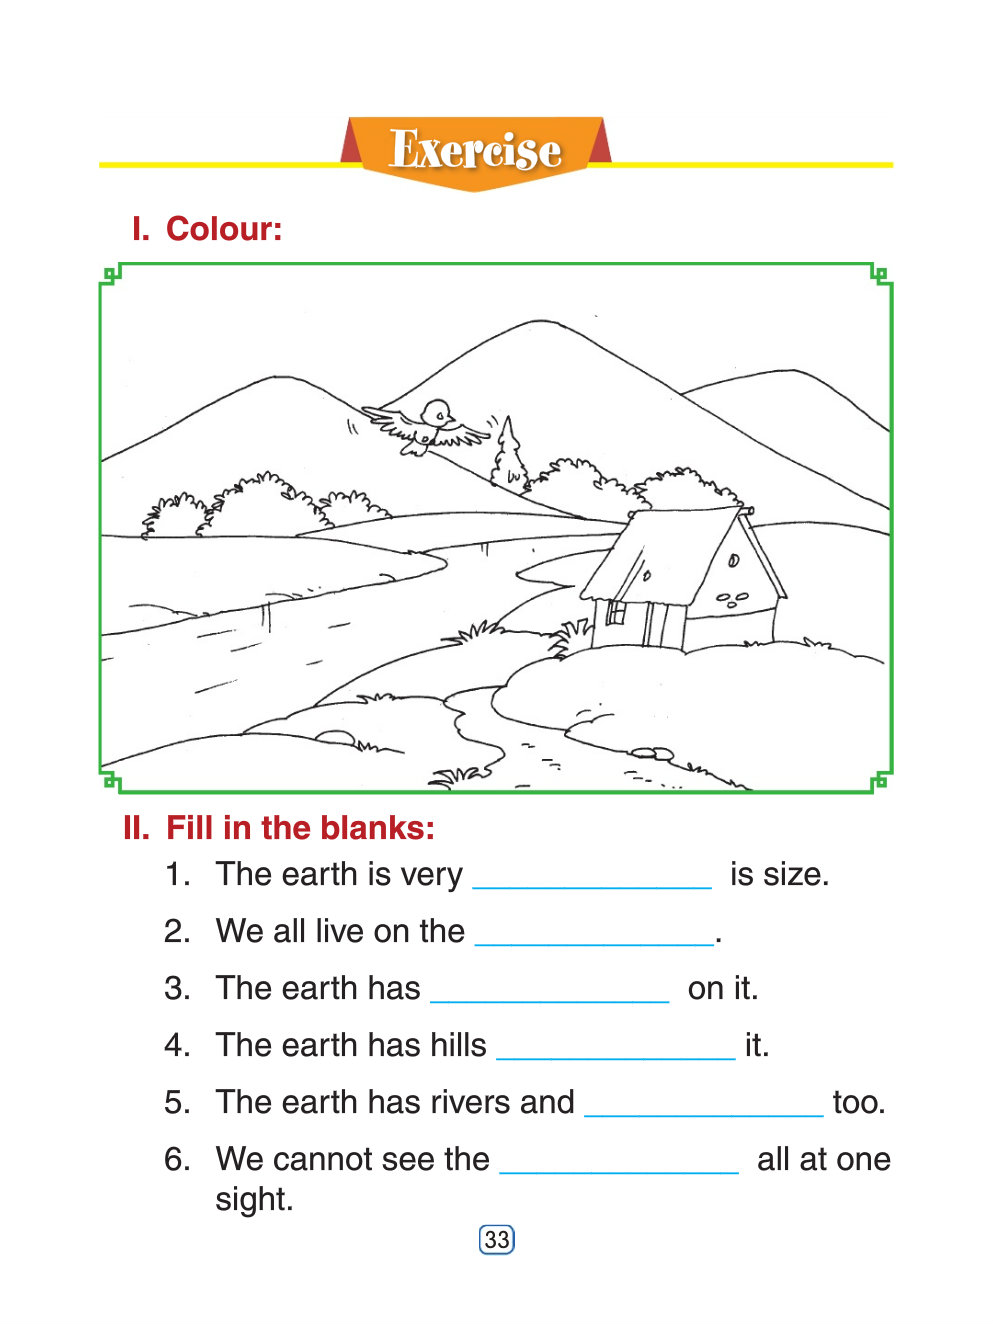 Exercise
I. Colour:
II. Fill in the blanks:
1. The earth is very ______________ is size.
2. We all live on the ______________.
3. The earth has ______________ on it.
4. The earth has hills ______________ it.
5. The earth has rivers and ______________ too.
6. We cannot see the ______________ all at one
sight.
33